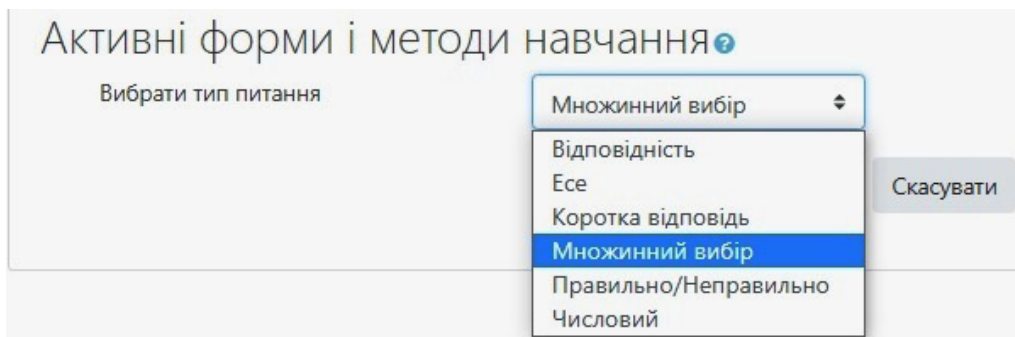 Активні форми і методи навчання
Вибрати тип питання
Множинний вибір
Відповідність
Есе
Коротка відповідь
Множинний вибір
Правильно/Неправильно
Числовий
Скасувати